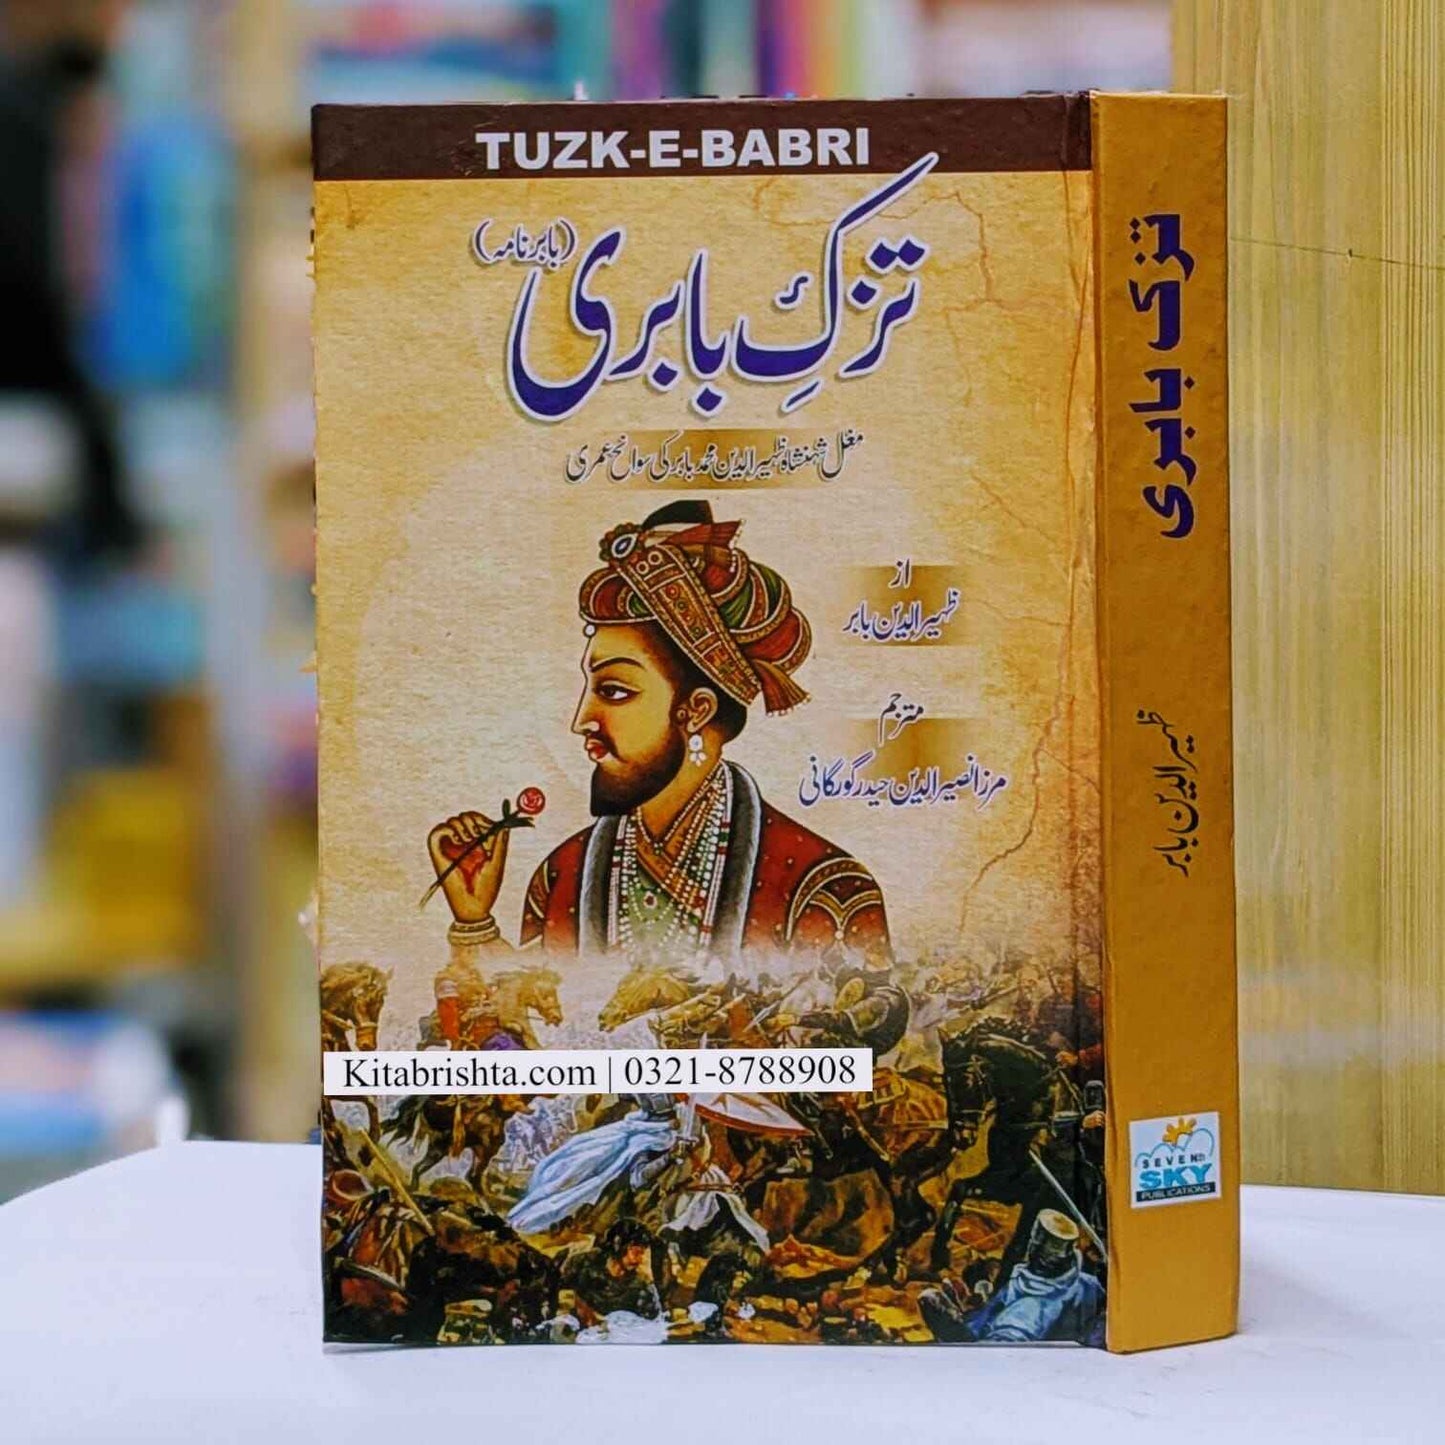 TUZK-E-BABRI
تزکِ بابری
(بابر نامہ)
مغل شہنشاہ ظہیر الدین محمد بابر کی سوانح عمری
از
ظہیر الدین بابر
مترجم
مرزا نصیر الدین حیدر گورگانی
Kitabrishta.com | 0321-8788908
تزک بابری
ظہیر الدین بابر
SEVENTH
SKY
PUBLICATIONS